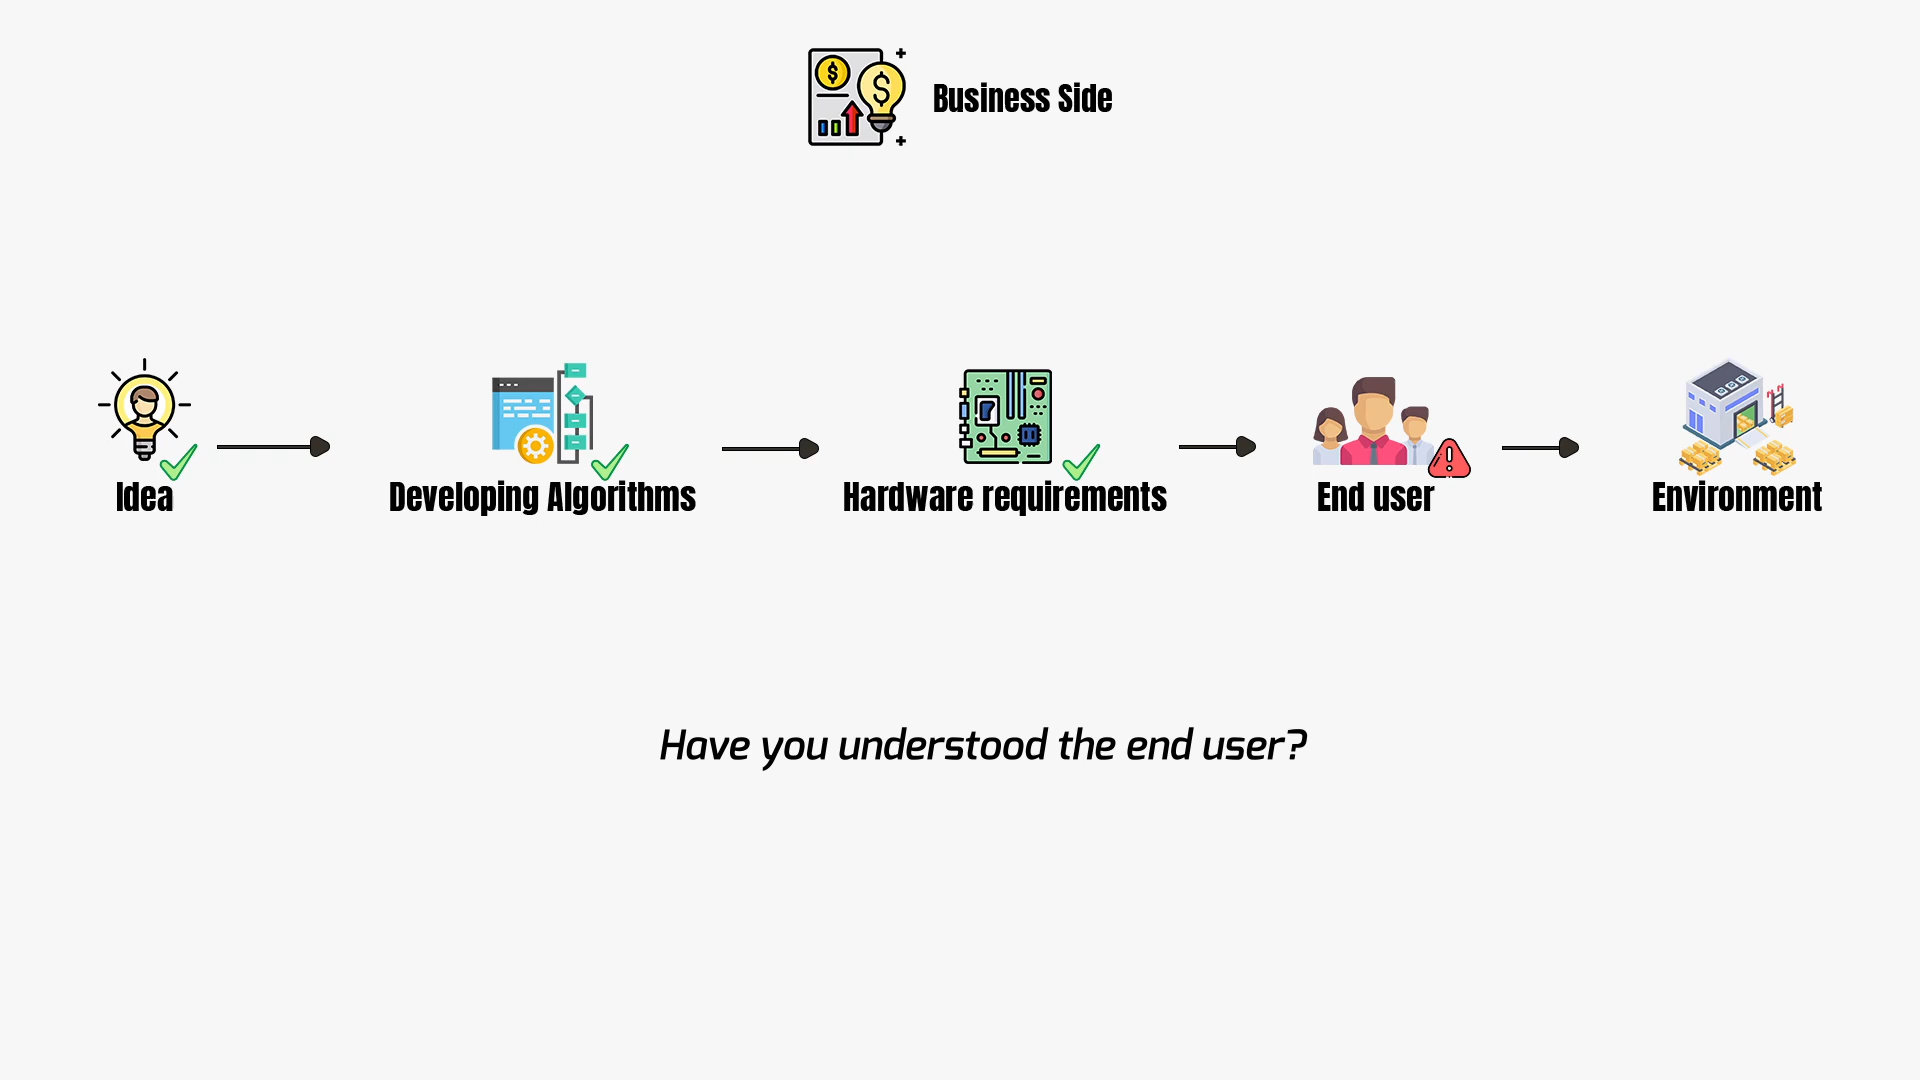 Business Side
Idea
Developing Algorithms
Hardware requirements
End user
Environment
Have you understood the end user?